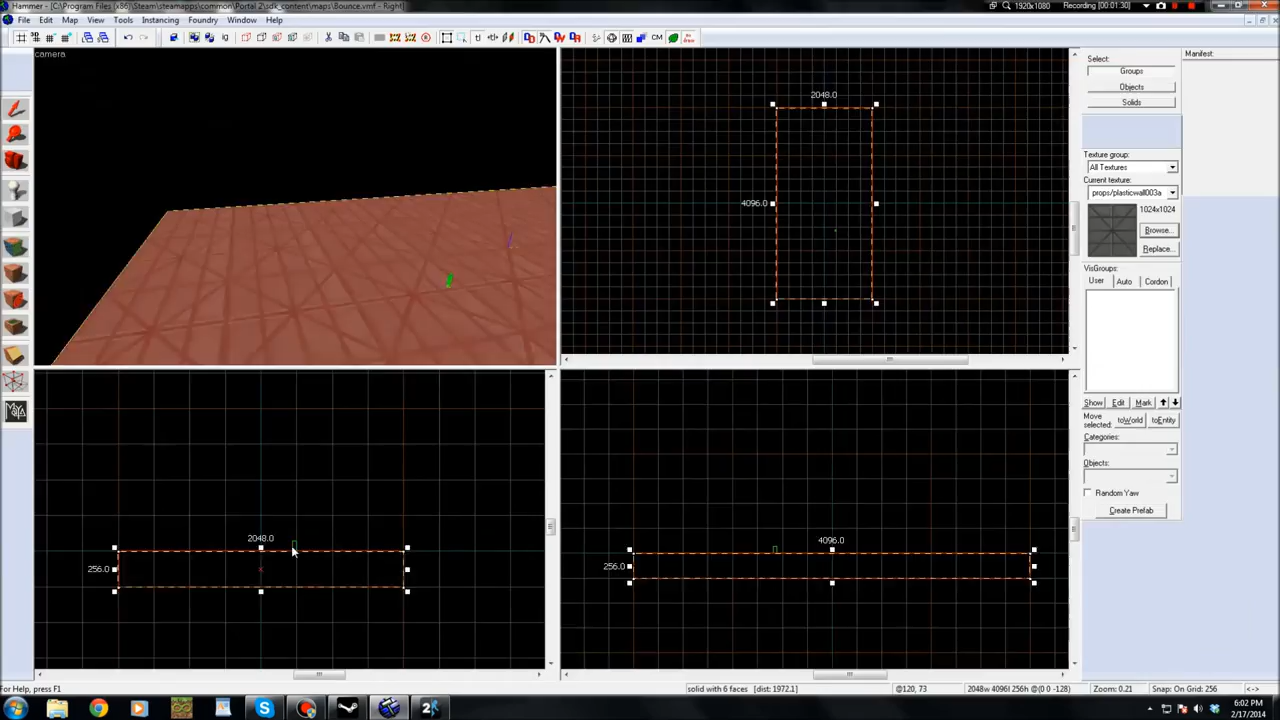 Hammer - [C:\Program Files (x86)\Steam\steamapps\common\Portal 2\sdk_content\maps\Bounce.vmf - Right]
1920x1080
Recording [00:01:30]
File Edit Map View Tools Instancing Foundry Window Help
CM
camera
2048.0
4096.0
2048.0
256.0
4096.0
256.0
Select:
Groups
Objects
Solids
Texture group:
All Textures
Current texture:
props/plasticwall003a
1024x1024
Browse...
Replace...
VisGroups:
User Auto Cordon
Show Edit Mark
Move selected:
toWorld toEntity
Categories:
Objects:
Random Yaw
Create Prefab
Manifest:
For Help, press F1
solid with 6 faces [dist: 1972.1]
@120, 73
2048w 4096l 256h @(0 0 -128)
Zoom: 0.21
Snap: On Grid: 256
<->
6:02 PM
2/17/2014